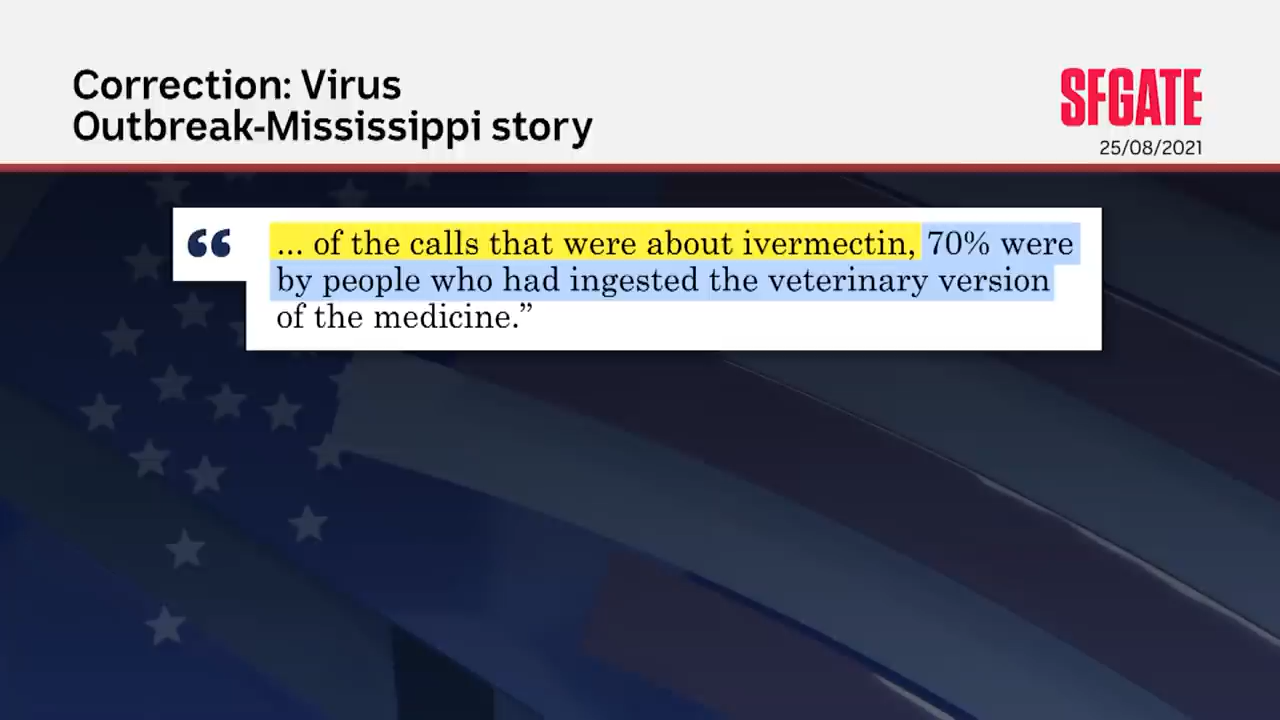 Correction: Virus
Outbreak-Mississippi story
SFGATE
25/08/2021
“ ... of the calls that were about ivermectin, 70% were
by people who had ingested the veterinary version
of the medicine.”